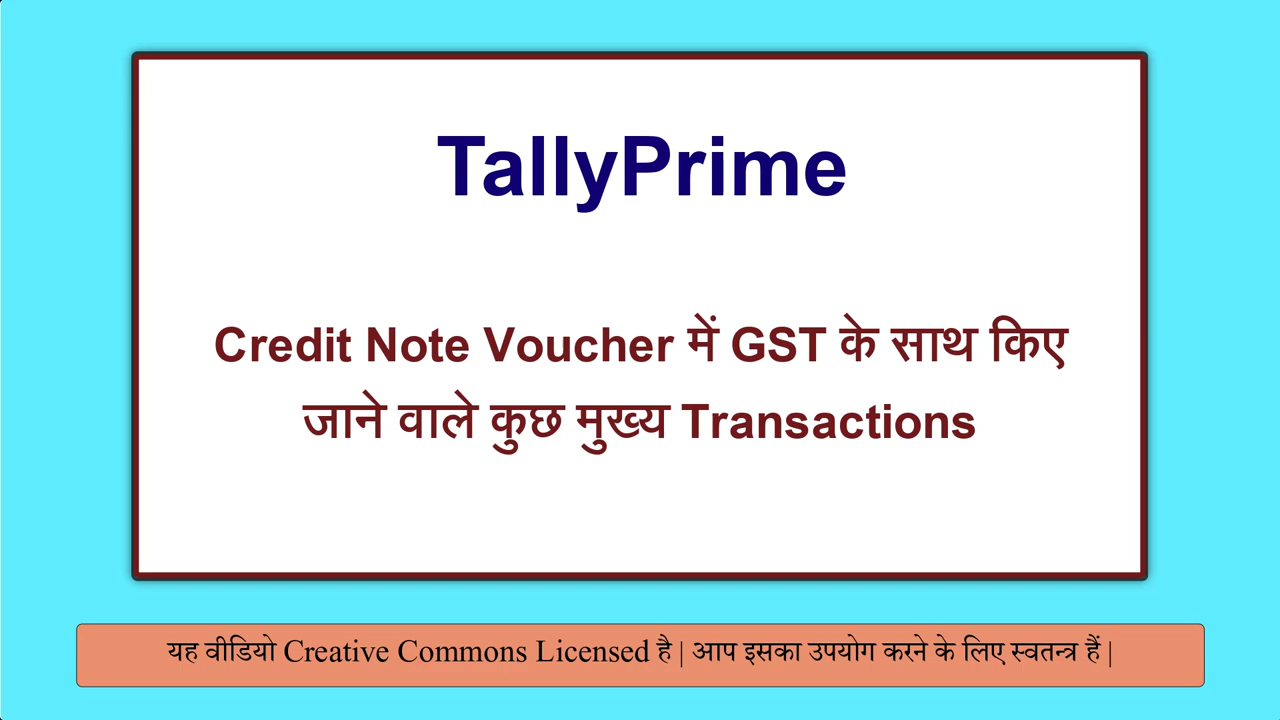 TallyPrime
Credit Note Voucher में GST के साथ किए
जाने वाले कुछ मुख्य Transactions
यह वीडियो Creative Commons Licensed है | आप इसका उपयोग करने के लिए स्वतन्त्र हैं |